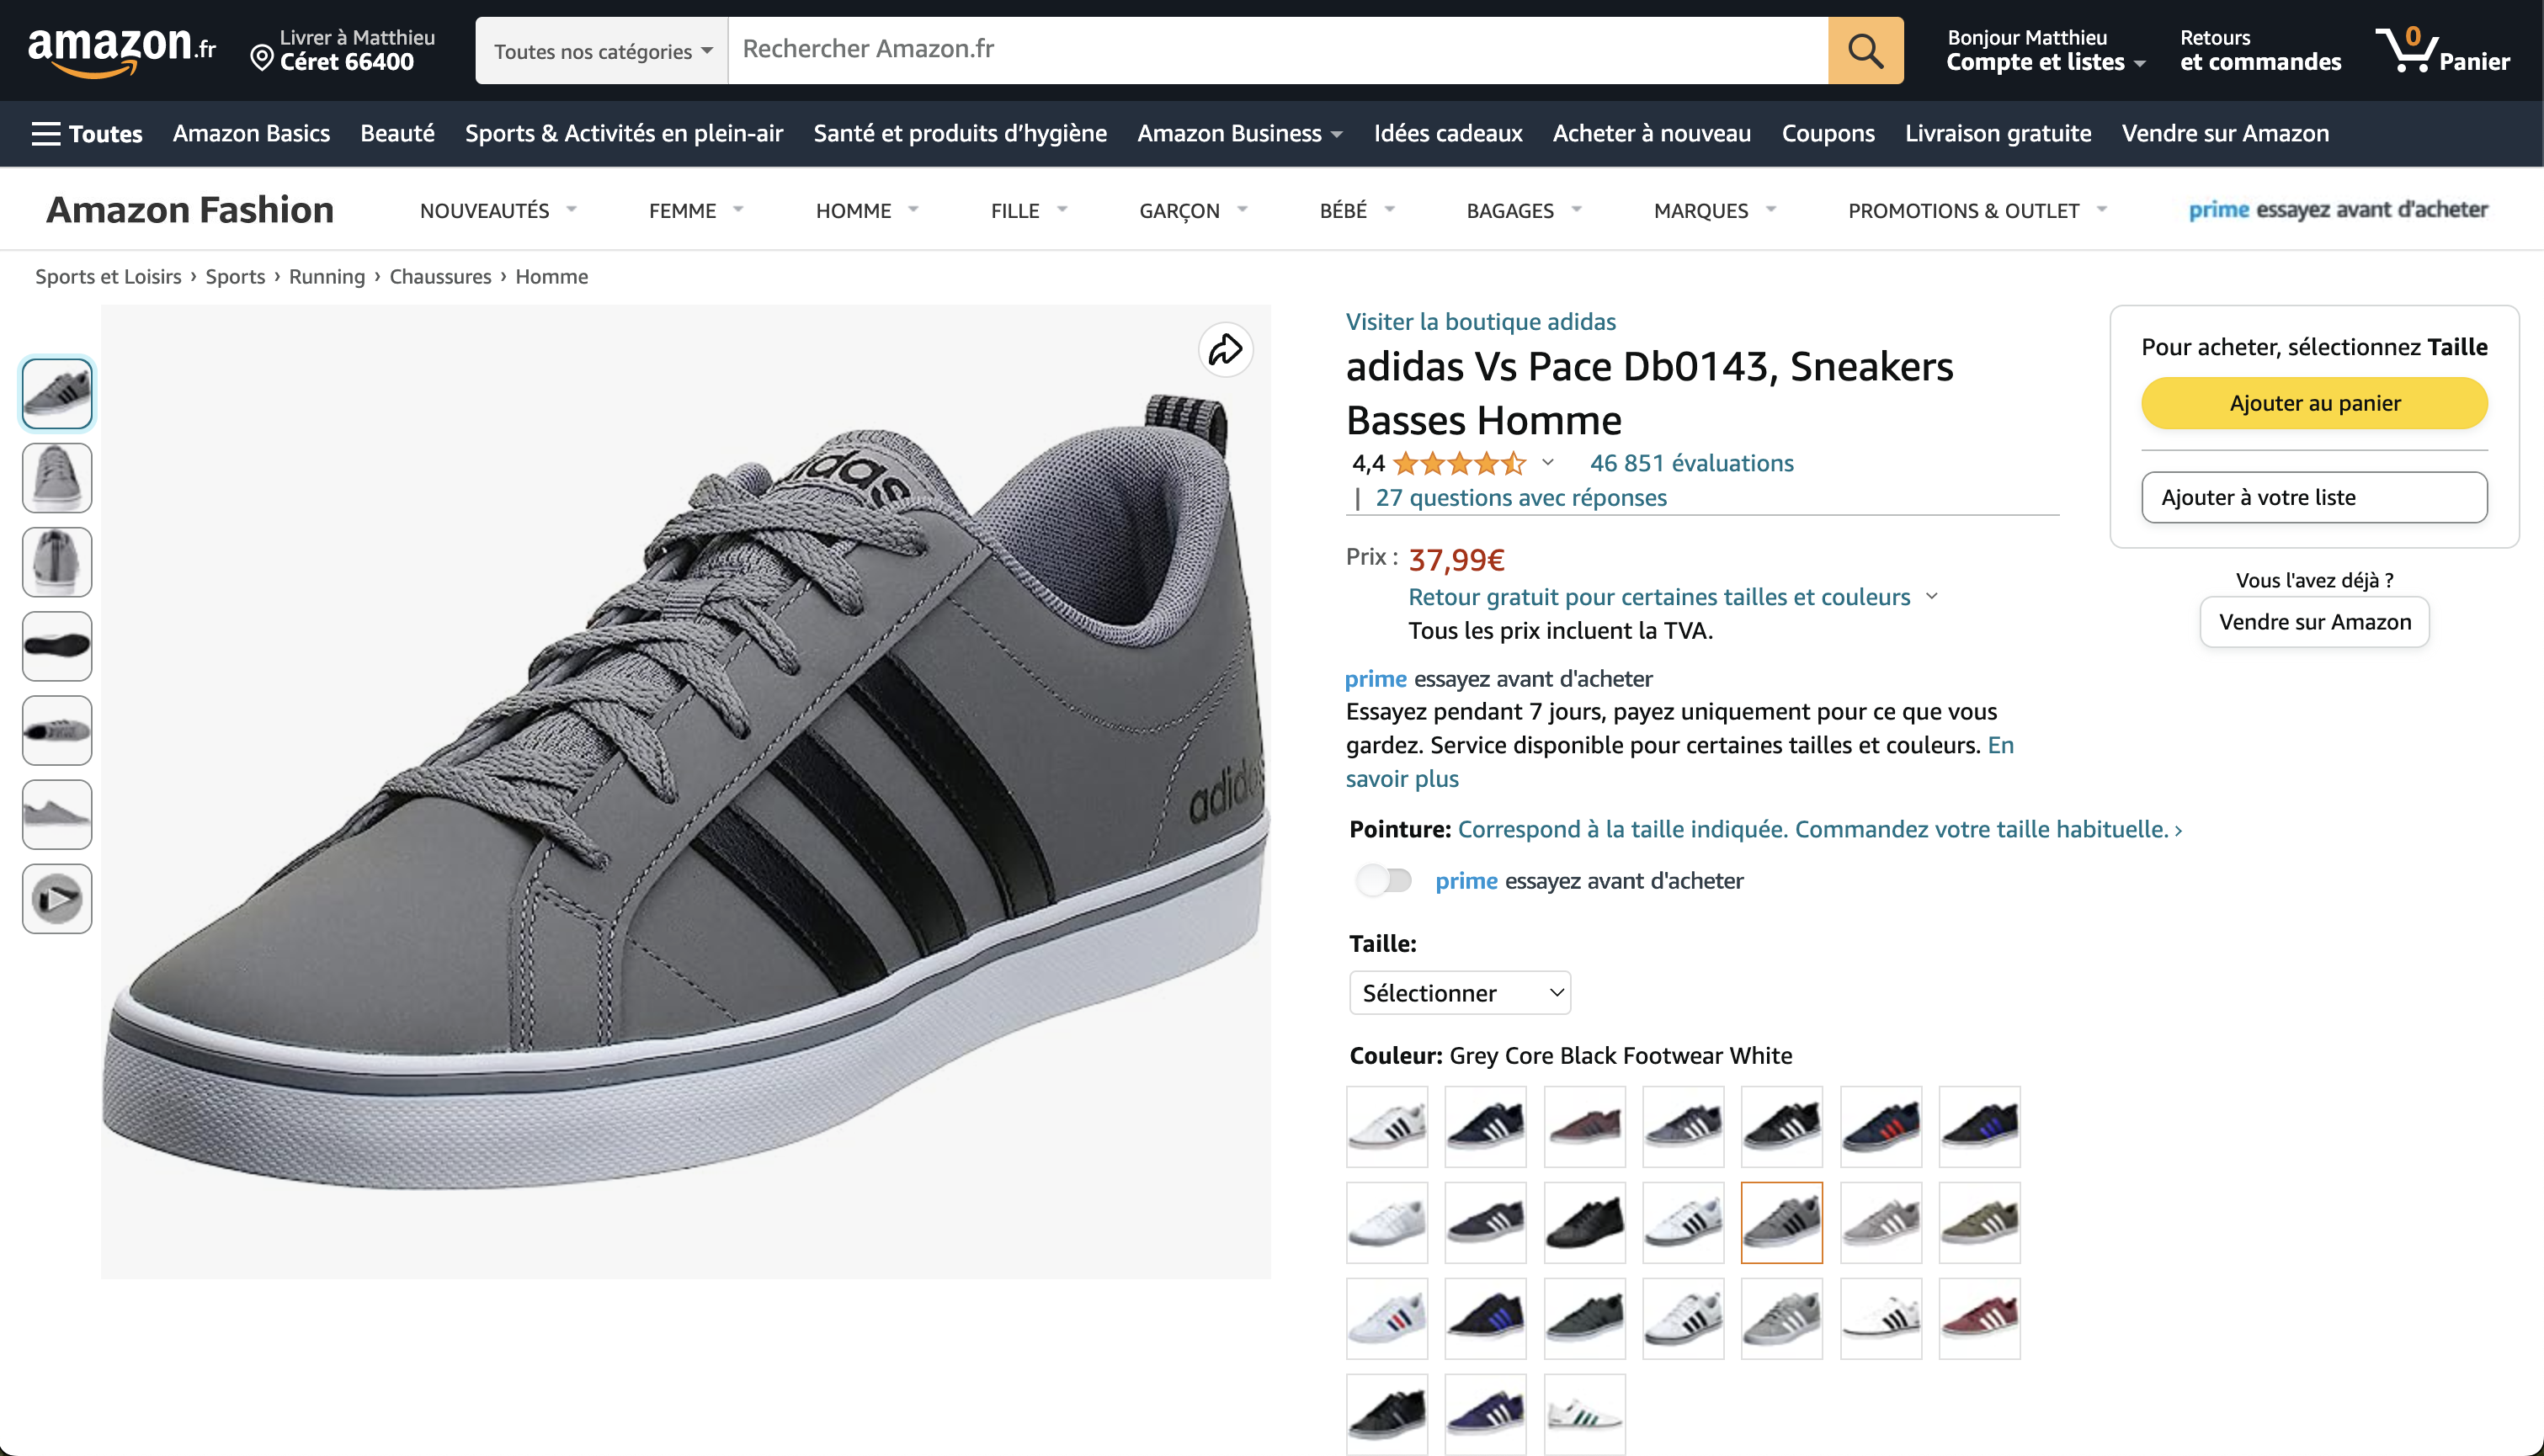 amazon.fr
Livrer à Matthieu
Céret 66400
Toutes nos catégories
Rechercher Amazon.fr
Bonjour Matthieu
Compte et listes
Retours
et commandes
0
Panier
Toutes
Amazon Basics
Beauté
Sports & Activités en plein-air
Santé et produits d’hygiène
Amazon Business
Idées cadeaux
Acheter à nouveau
Coupons
Livraison gratuite
Vendre sur Amazon
Amazon Fashion
NOUVEAUTÉS
FEMME
HOMME
FILLE
GARÇON
BÉBÉ
BAGAGES
MARQUES
PROMOTIONS & OUTLET
prime essayez avant d'acheter
Sports et Loisirs › Sports › Running › Chaussures › Homme
adidas
adidas
Visiter la boutique adidas
adidas Vs Pace Db0143, Sneakers
Basses Homme
4,4
46 851 évaluations
| 27 questions avec réponses
Prix : 37,99€
Retour gratuit pour certaines tailles et couleurs
Tous les prix incluent la TVA.
prime essayez avant d'acheter
Essayez pendant 7 jours, payez uniquement pour ce que vous
gardez. Service disponible pour certaines tailles et couleurs. En
savoir plus
Pointure: Correspond à la taille indiquée. Commandez votre taille habituelle. ›
prime essayez avant d'acheter
Taille:
Sélectionner
Couleur: Grey Core Black Footwear White
Pour acheter, sélectionnez Taille
Ajouter au panier
Ajouter à votre liste
Vous l'avez déjà ?
Vendre sur Amazon